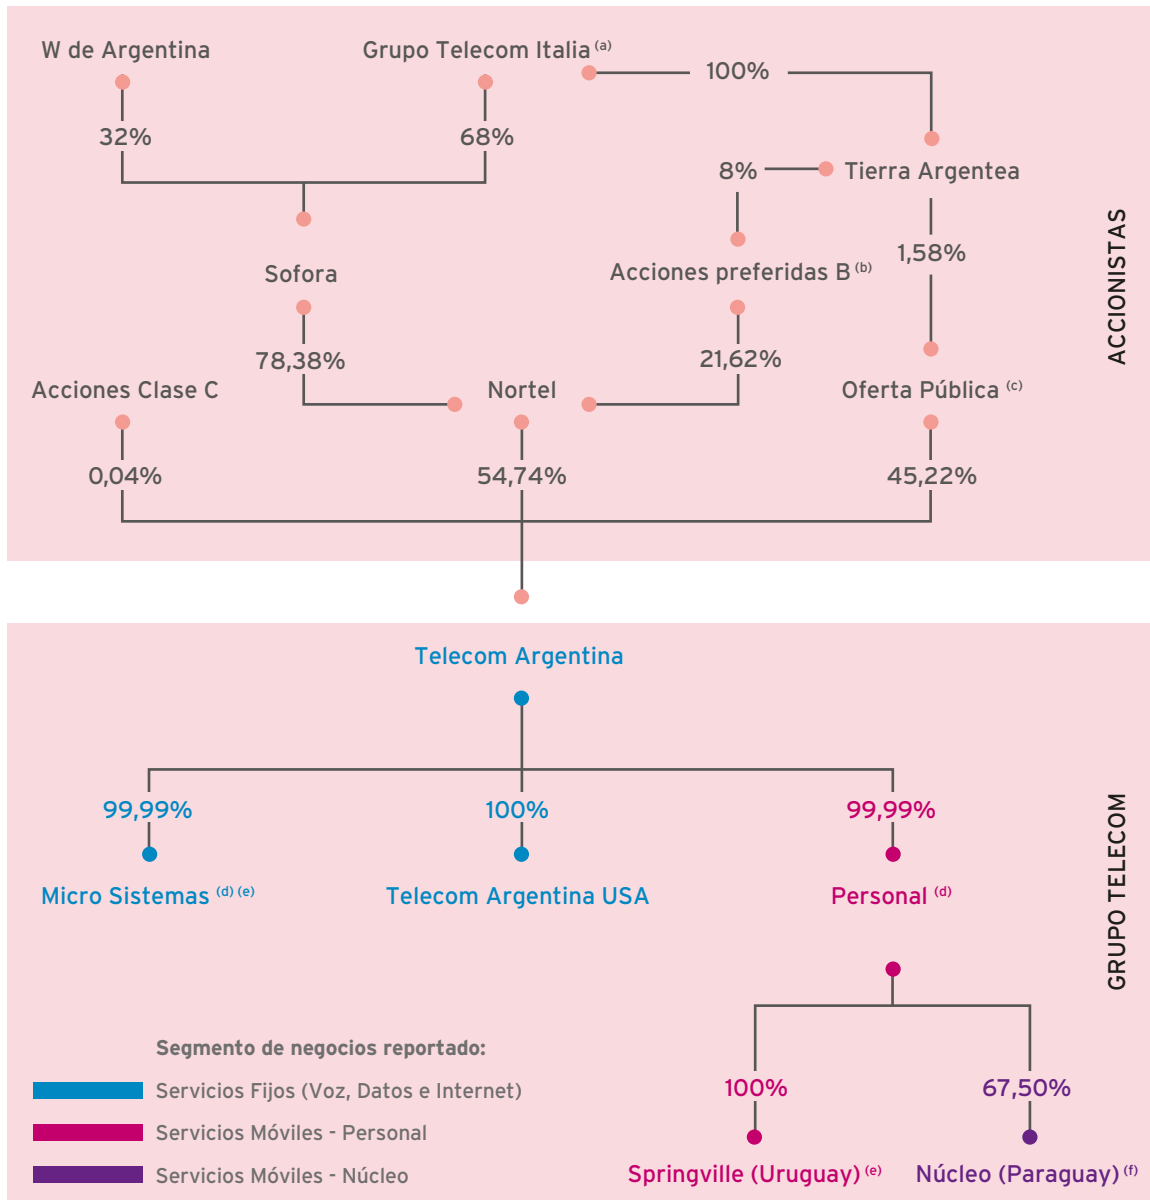 W de Argentina
Grupo Telecom Italia (a)
100%
32%
68%
8%
Tierra Argentea
1,58%
Sofora
Acciones preferidas B (b)
78,38%
21,62%
Acciones Clase C
Nortel
Oferta Pública (c)
0,04%
54,74%
45,22%
ACCIONISTAS
Telecom Argentina
99,99%
100%
99,99%
Micro Sistemas (d) (e)
Telecom Argentina USA
Personal (d)
GRUPO TELECOM
Segmento de negocios reportado:
Servicios Fijos (Voz, Datos e Internet)
Servicios Móviles - Personal
Servicios Móviles - Núcleo
100%
67,50%
Springville (Uruguay) (e)
Núcleo (Paraguay) (f)